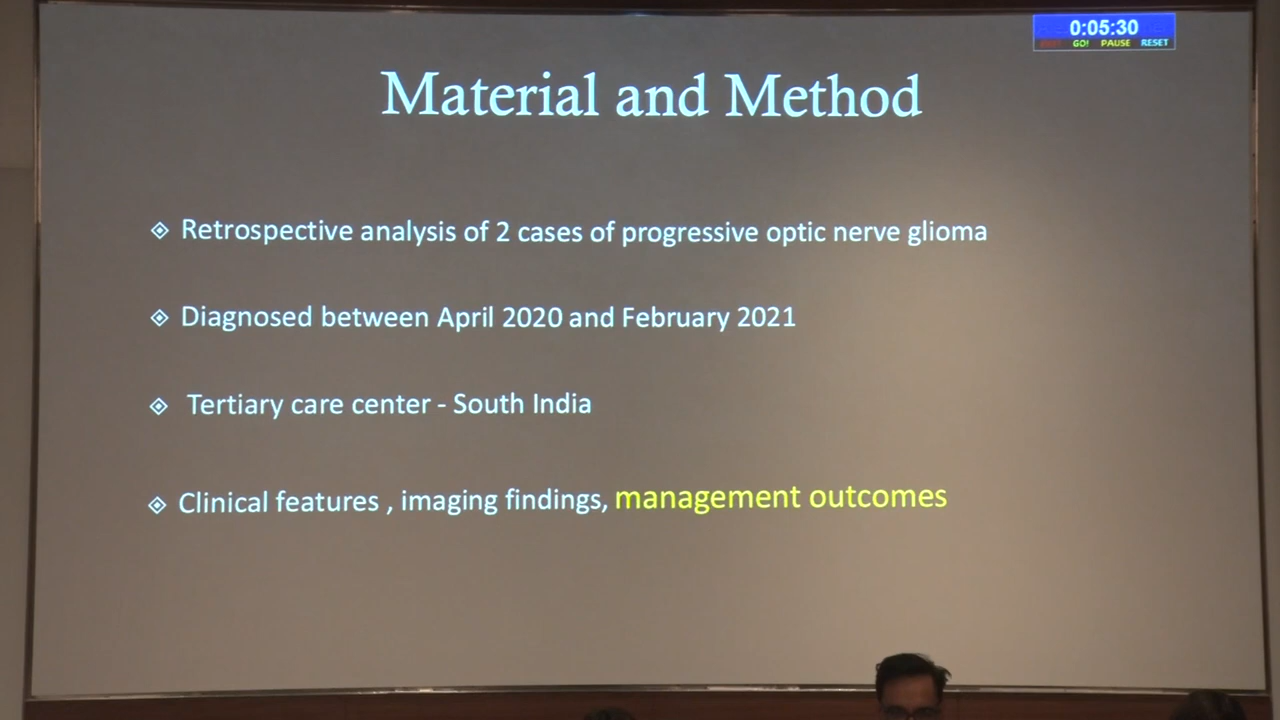 0:05:30
GO! PAUSE RESET
Material and Method
Retrospective analysis of 2 cases of progressive optic nerve glioma
Diagnosed between April 2020 and February 2021
Tertiary care center - South India
Clinical features , imaging findings, management outcomes